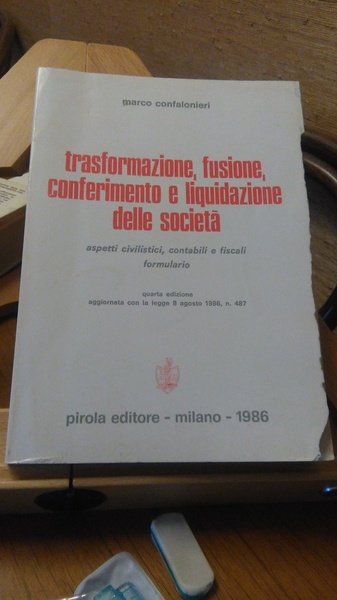 marco confalonieri
trasformazione, fusione,
conferimento e liquidazione
delle società
aspetti civilistici, contabili e fiscali
formulario
quarta edizione
aggiornata con la legge 8 agosto 1986, n. 487
pirola editore - milano - 1986